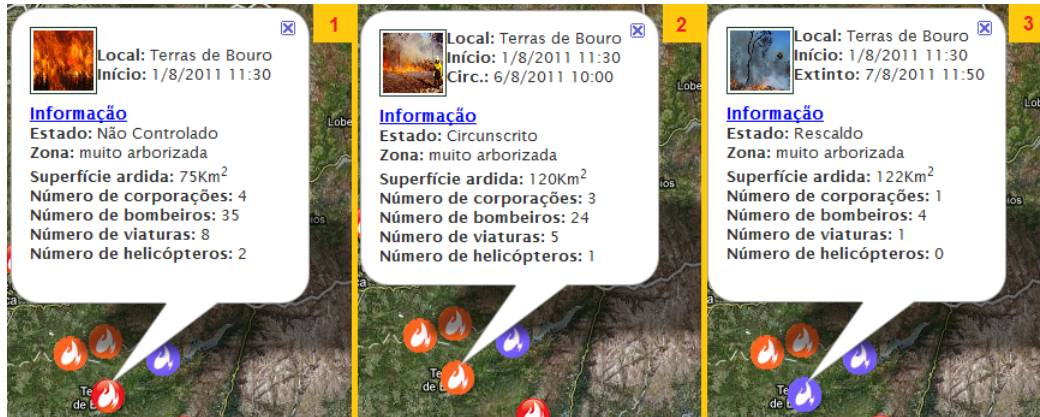 1
Local: Terras de Bouro
Início: 1/8/2011 11:30
Informação
Estado: Não Controlado
Zona: muito arborizada
Superfície ardida: 75Km²
Número de corporações: 4
Número de bombeiros: 35
Número de viaturas: 8
Número de helicópteros: 2
2
Local: Terras de Bouro
Início: 1/8/2011 11:30
Circ.: 6/8/2011 10:00
Informação
Estado: Circunscrito
Zona: muito arborizada
Superfície ardida: 120Km²
Número de corporações: 3
Número de bombeiros: 24
Número de viaturas: 5
Número de helicópteros: 1
3
Local: Terras de Bouro
Início: 1/8/2011 11:30
Extinto: 7/8/2011 11:50
Informação
Estado: Rescaldo
Zona: muito arborizada
Superfície ardida: 122Km²
Número de corporações: 1
Número de bombeiros: 4
Número de viaturas: 1
Número de helicópteros: 0